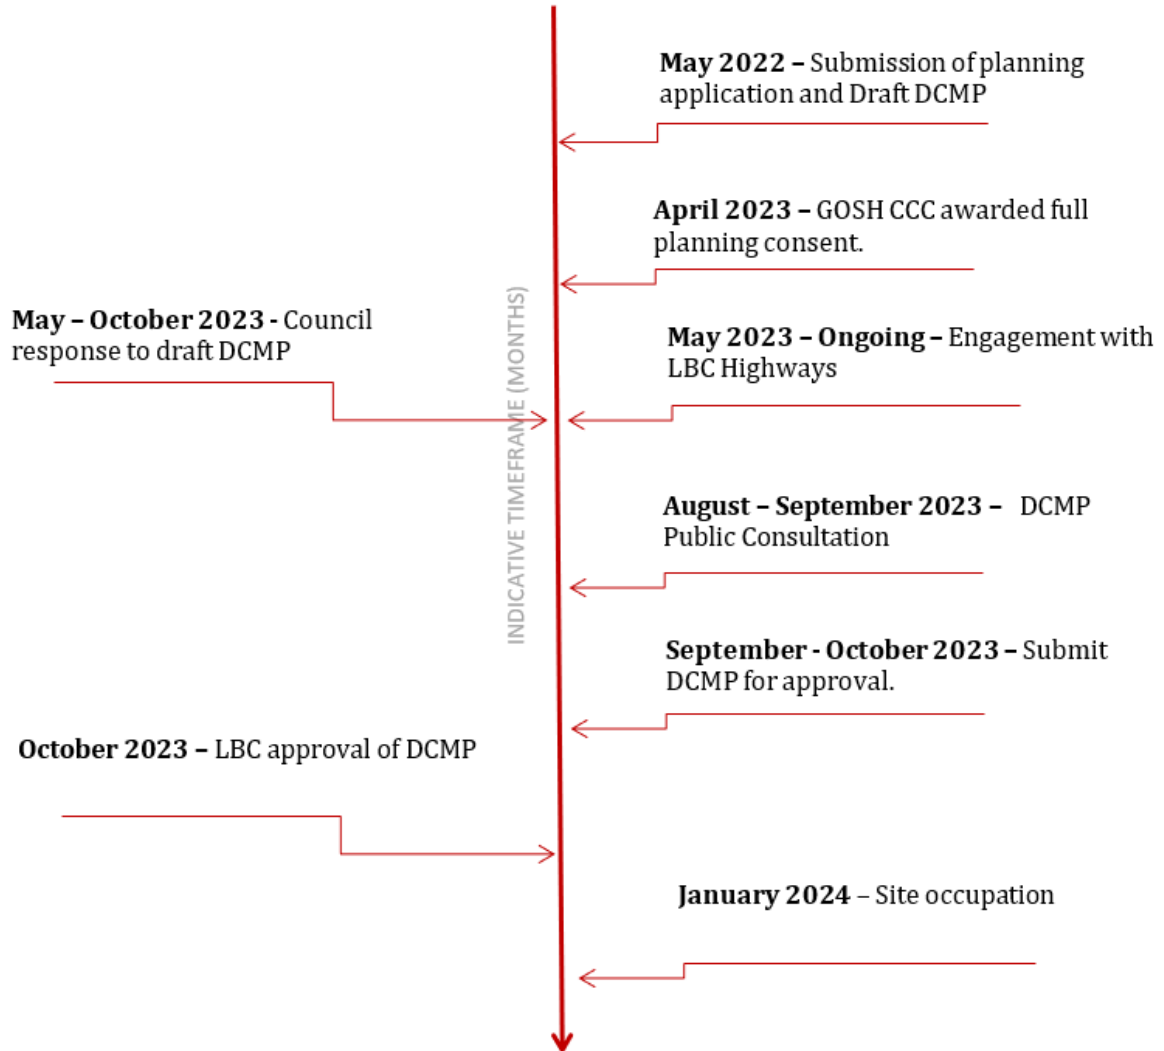 May 2022 – Submission of planning
application and Draft DCMP
April 2023 – GOSH CCC awarded full
planning consent.
May – October 2023 - Council
response to draft DCMP
May 2023 – Ongoing – Engagement with
LBC Highways
INDICATIVE TIMEFRAME (MONTHS)
August – September 2023 – DCMP
Public Consultation
September - October 2023 – Submit
DCMP for approval.
October 2023 – LBC approval of DCMP
January 2024 – Site occupation